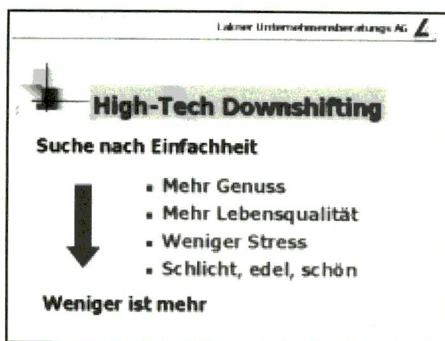 Lakner Unternehmensberatungs AG
High-Tech Downshifting
Suche nach Einfachheit
▪ Mehr Genuss
▪ Mehr Lebensqualität
▪ Weniger Stress
▪ Schlicht, edel, schön
Weniger ist mehr